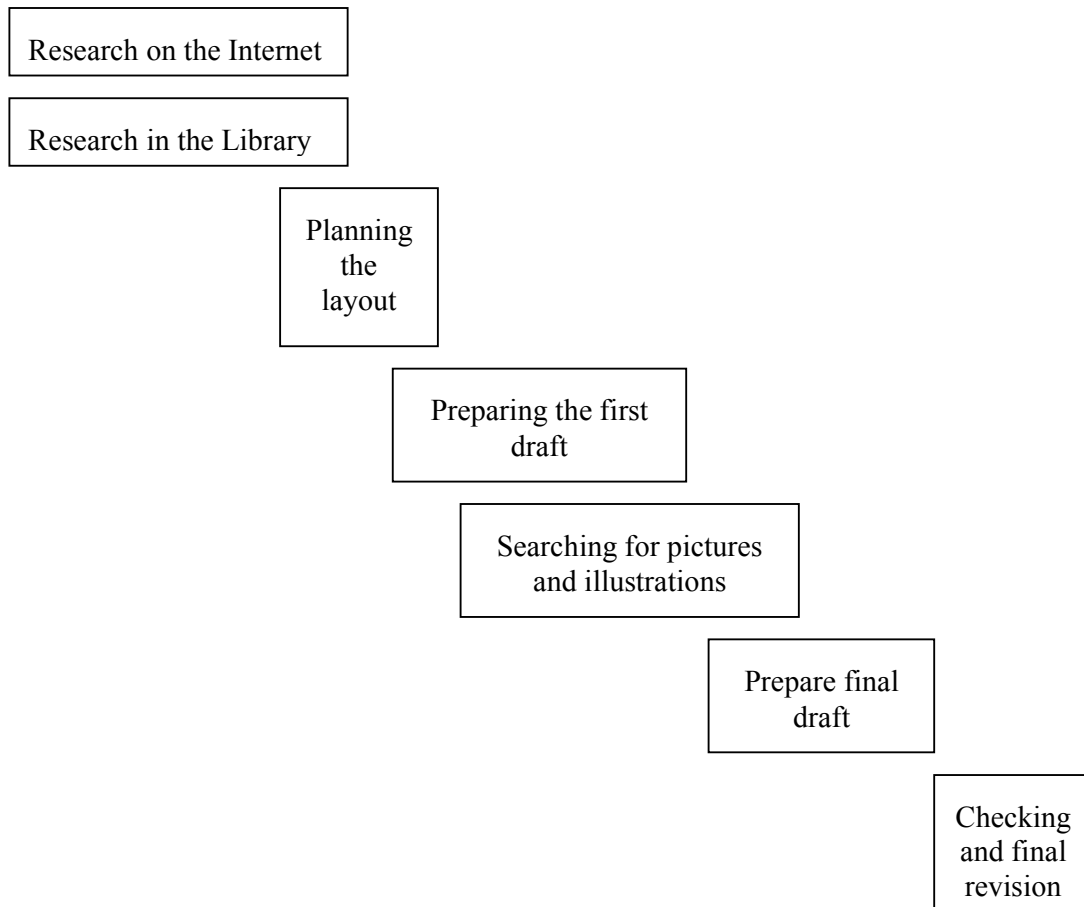 Research on the Internet
Research in the Library
Planning
the
layout
Preparing the first
draft
Searching for pictures
and illustrations
Prepare final
draft
Checking
and final
revision